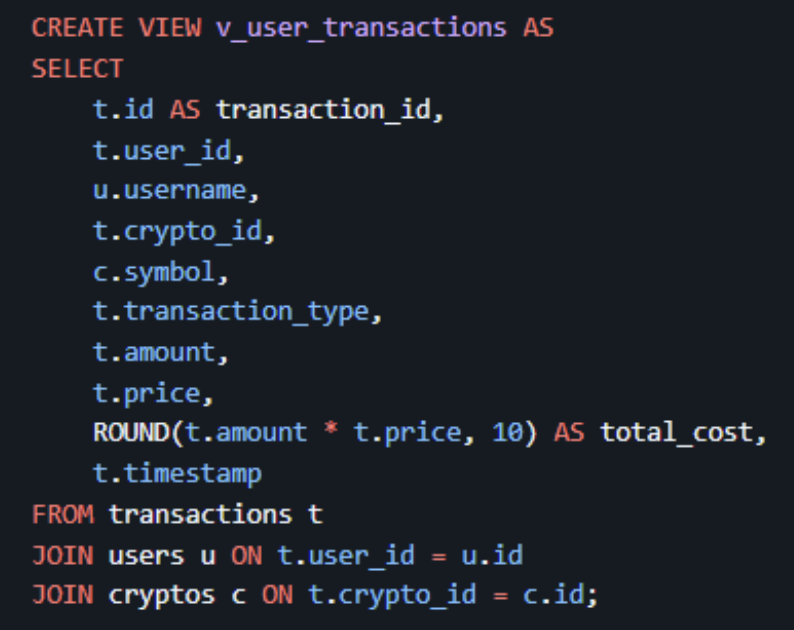 CREATE VIEW v_user_transactions AS
SELECT
    t.id AS transaction_id,
    t.user_id,
    u.username,
    t.crypto_id,
    c.symbol,
    t.transaction_type,
    t.amount,
    t.price,
    ROUND(t.amount * t.price, 10) AS total_cost,
    t.timestamp
FROM transactions t
JOIN users u ON t.user_id = u.id
JOIN cryptos c ON t.crypto_id = c.id;